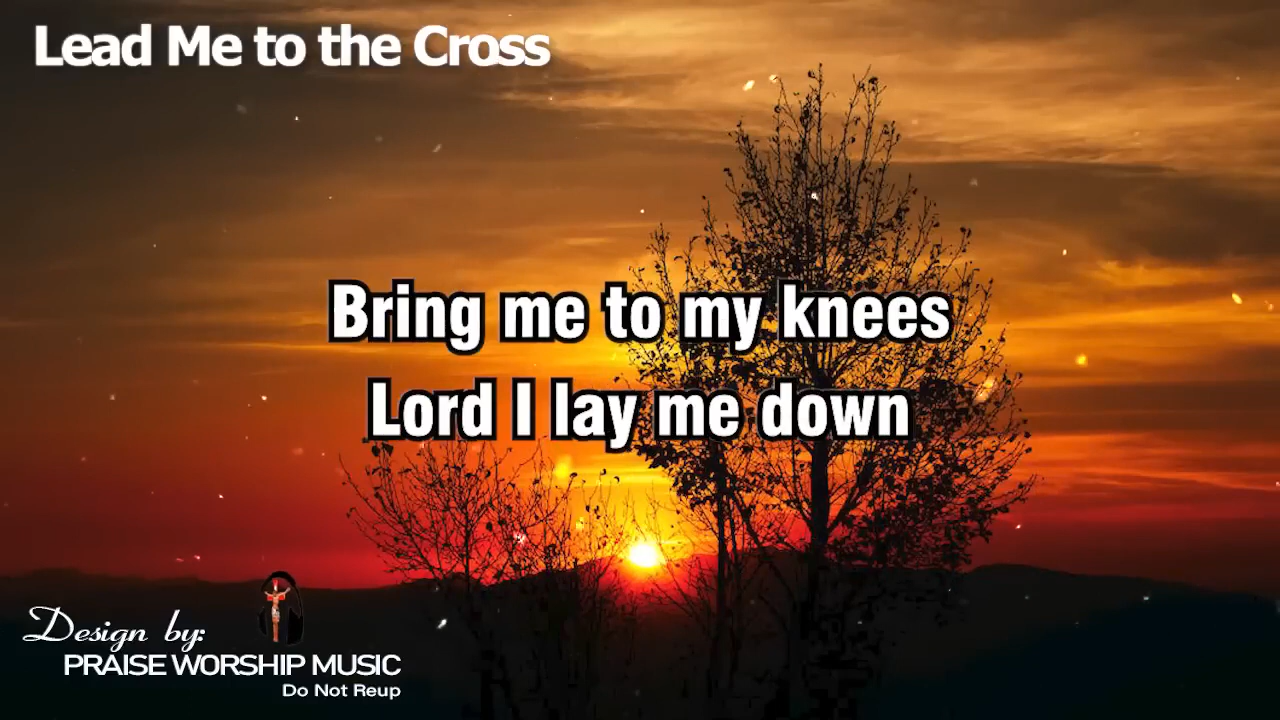 Lead Me to the Cross
Bring me to my knees
Lord I lay me down
Design by:
PRAISE WORSHIP MUSIC
Do Not Reup